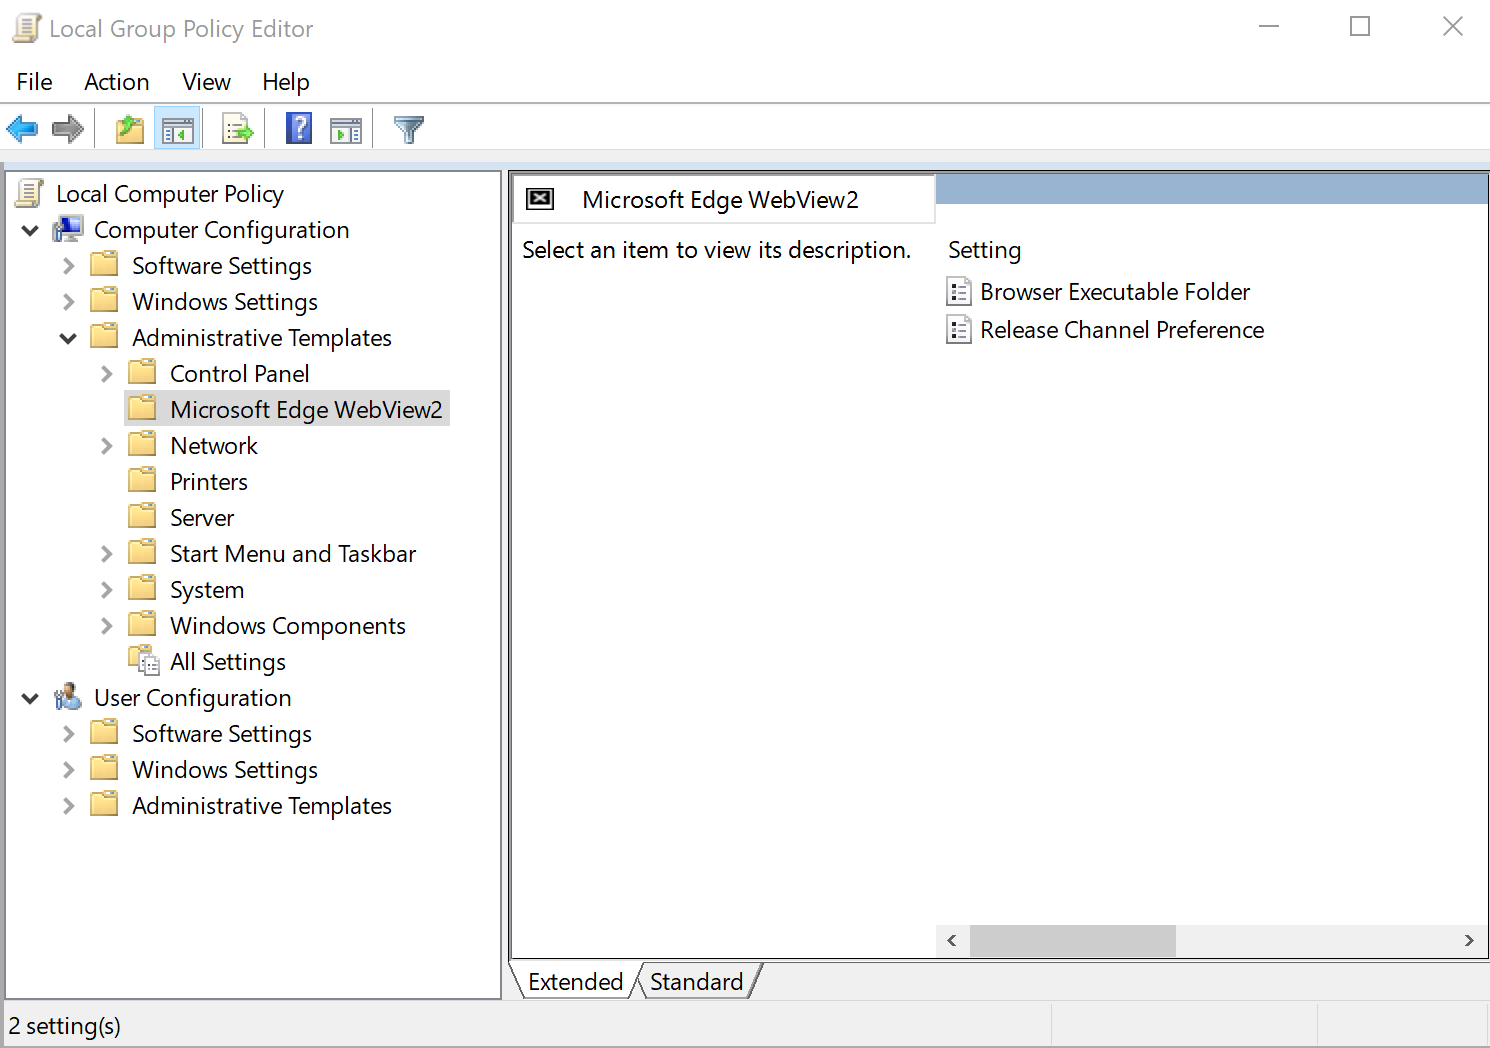 Local Group Policy Editor
File Action View Help
Local Computer Policy
Computer Configuration
Software Settings
Windows Settings
Administrative Templates
Control Panel
Microsoft Edge WebView2
Network
Printers
Server
Start Menu and Taskbar
System
Windows Components
All Settings
User Configuration
Software Settings
Windows Settings
Administrative Templates
Microsoft Edge WebView2
Select an item to view its description.
Setting
Browser Executable Folder
Release Channel Preference
Extended Standard
2 setting(s)